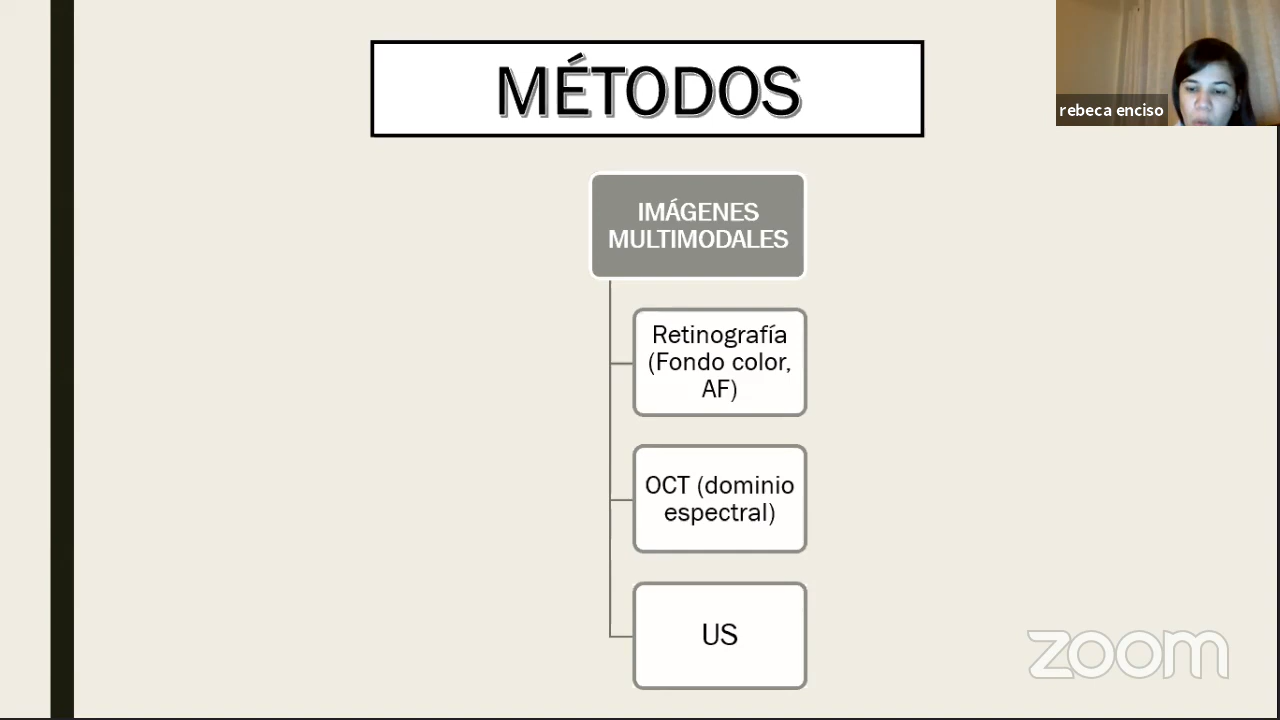 MÉTODOS
rebeca enciso
IMÁGENES
MULTIMODALES
Retinografía
(Fondo color,
AF)
OCT (dominio
espectral)
US
zoom